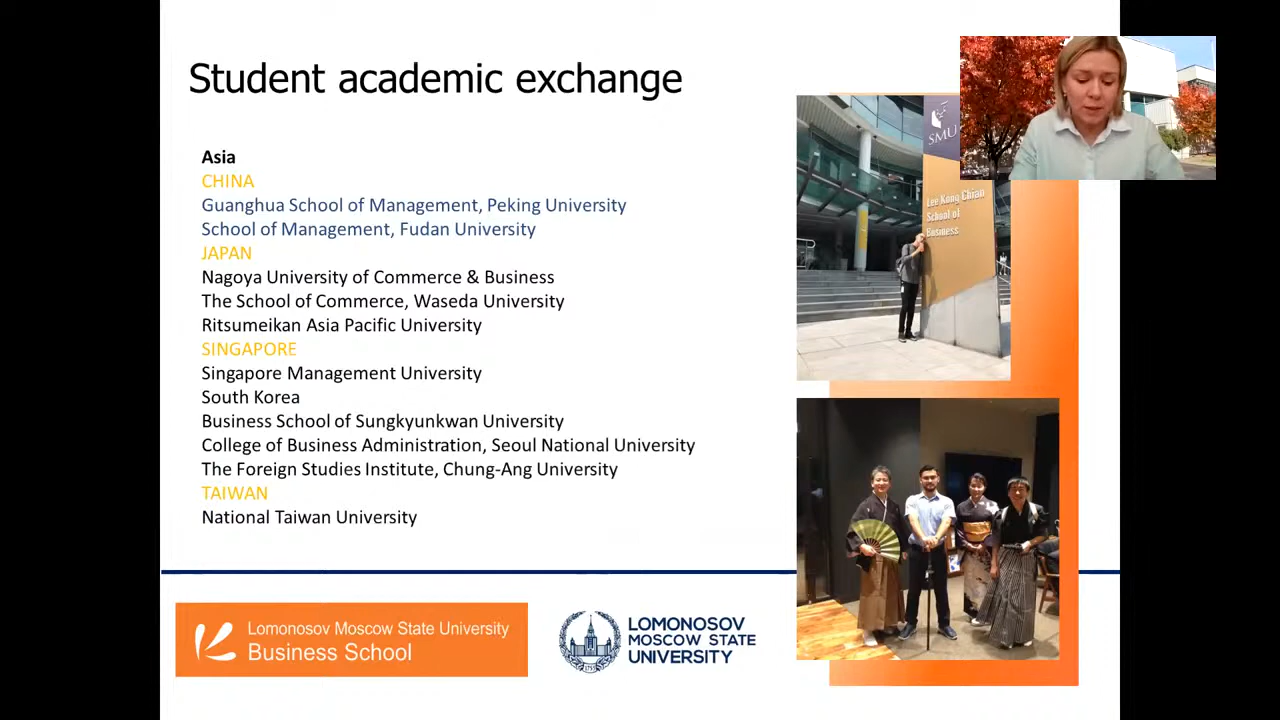 Student academic exchange
Asia
CHINA
Guanghua School of Management, Peking University
School of Management, Fudan University
JAPAN
Nagoya University of Commerce & Business
The School of Commerce, Waseda University
Ritsumeikan Asia Pacific University
SINGAPORE
Singapore Management University
South Korea
Business School of Sungkyunkwan University
College of Business Administration, Seoul National University
The Foreign Studies Institute, Chung-Ang University
TAIWAN
National Taiwan University
SMU
Lee Kong Chian
School of
Business
Lomonosov Moscow State University
Business School
1755
LOMONOSOV
MOSCOW STATE
UNIVERSITY